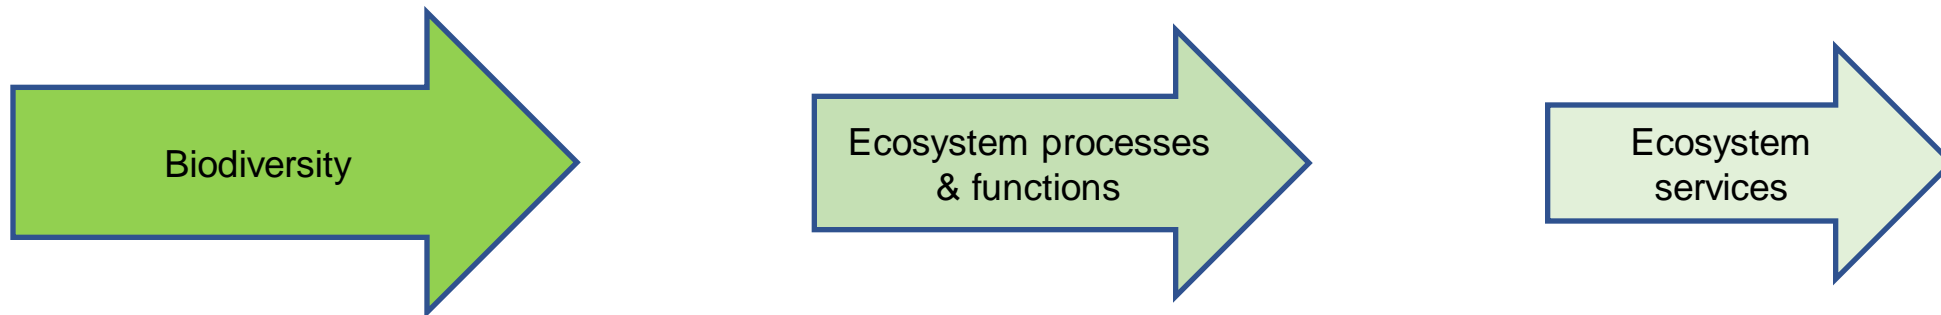 Biodiversity
Ecosystem processes
& functions
Ecosystem
services